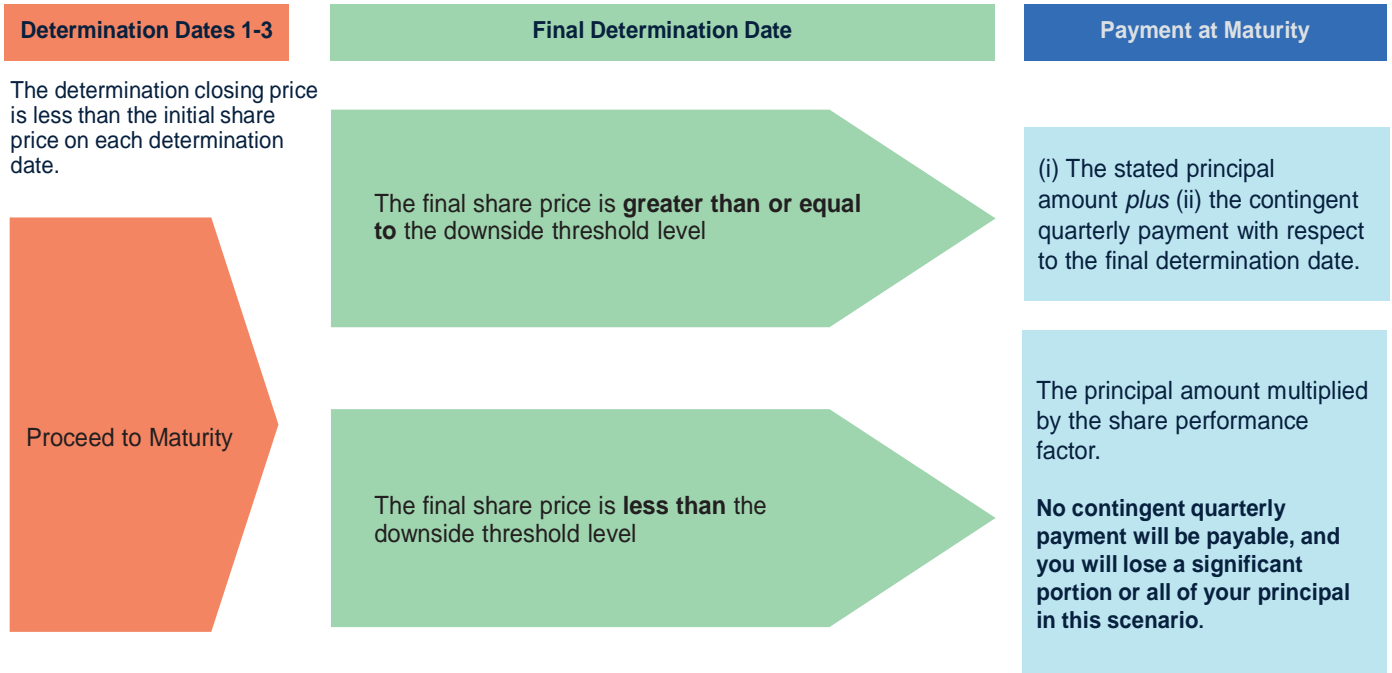 Determination Dates 1-3
Final Determination Date
Payment at Maturity
The determination closing price
is less than the initial share
price on each determination
date.
Proceed to Maturity
The final share price is greater than or equal
to the downside threshold level
(i) The stated principal
amount plus (ii) the contingent
quarterly payment with respect
to the final determination date.
The final share price is less than the
downside threshold level
The principal amount multiplied
by the share performance
factor.
No contingent quarterly
payment will be payable, and
you will lose a significant
portion or all of your principal
in this scenario.